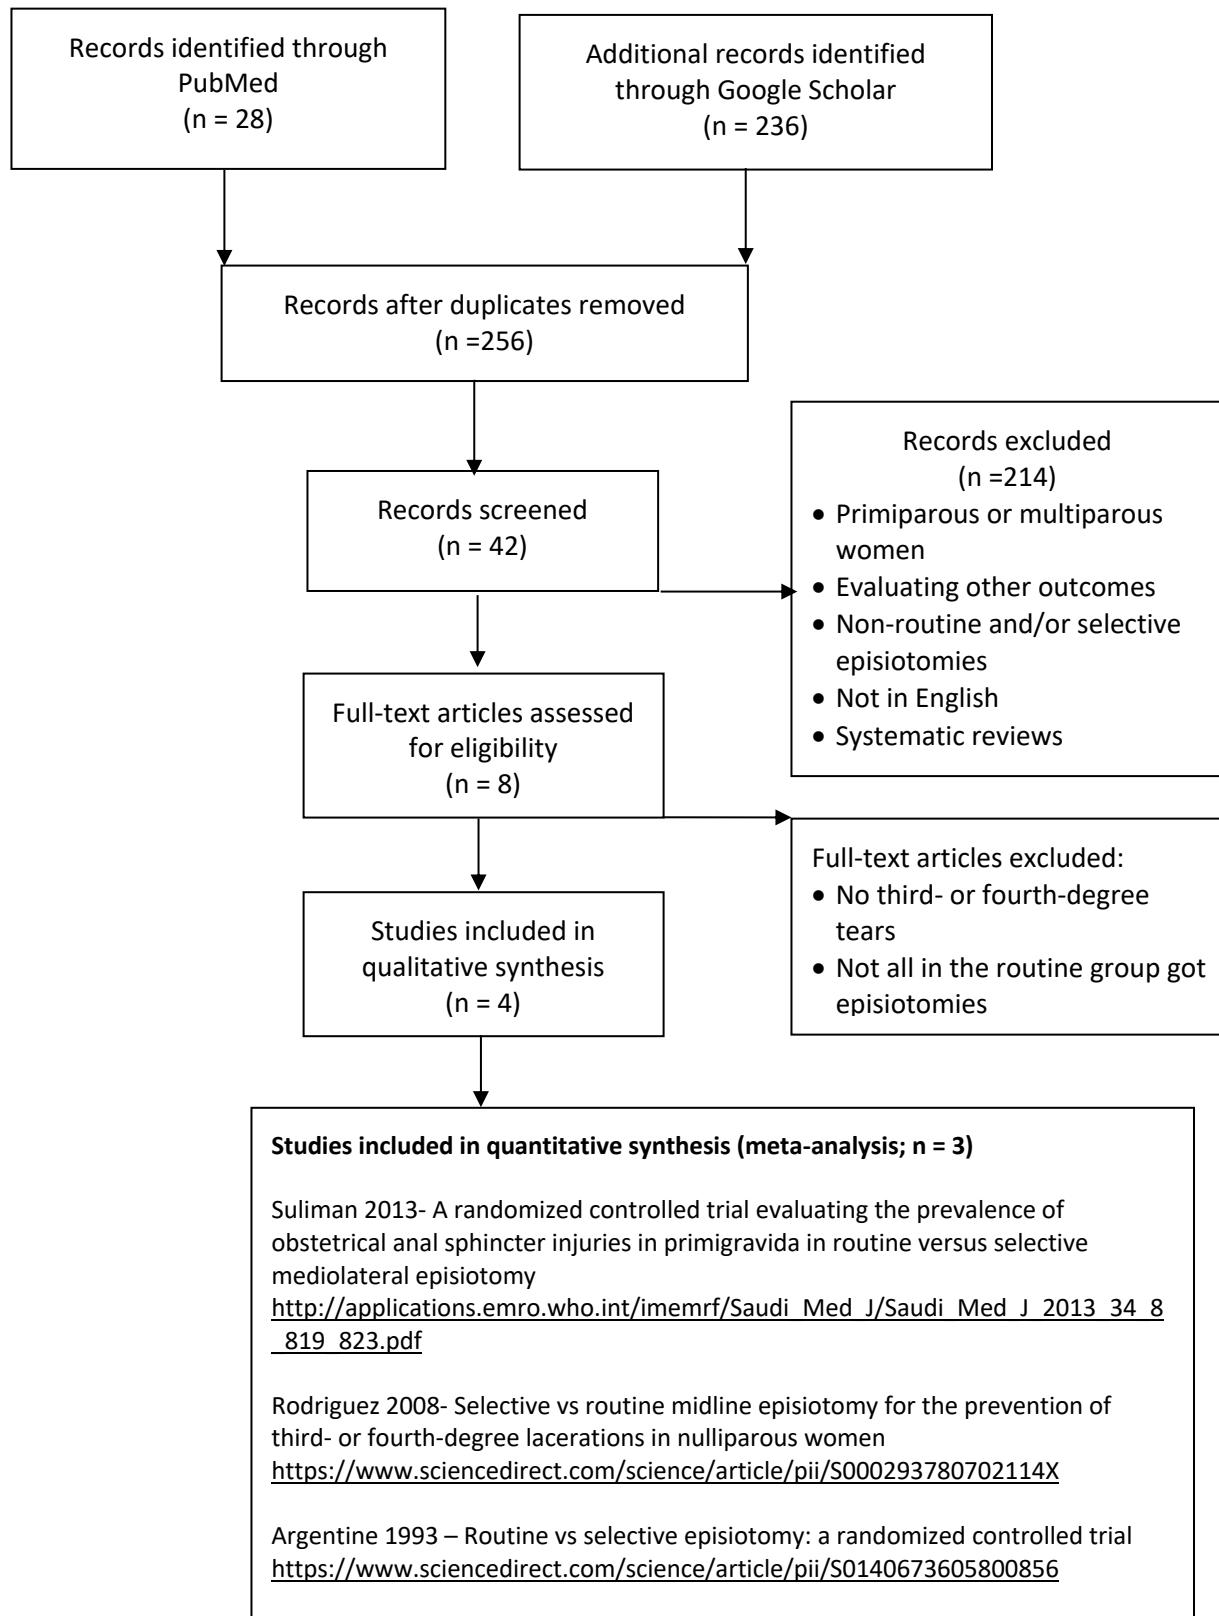 Records identified through
PubMed
(n = 28)
Additional records identified
through Google Scholar
(n = 236)
Records after duplicates removed
(n =256)
Records screened
(n = 42)
Records excluded
(n =214)
• Primiparous or multiparous
women
• Evaluating other outcomes
• Non-routine and/or selective
episiotomies
• Not in English
• Systematic reviews
Full-text articles assessed
for eligibility
(n = 8)
Full-text articles excluded:
• No third- or fourth-degree
tears
• Not all in the routine group got
episiotomies
Studies included in
qualitative synthesis
(n = 4)
Studies included in quantitative synthesis (meta-analysis; n = 3)
Suliman 2013- A randomized controlled trial evaluating the prevalence of
obstetrical anal sphincter injuries in primigravida in routine versus selective
mediolateral episiotomy
http://applications.emro.who.int/imemrf/Saudi_Med_J/Saudi_Med_J_2013_34_8
_819_823.pdf
Rodriguez 2008- Selective vs routine midline episiotomy for the prevention of
third- or fourth-degree lacerations in nulliparous women
https://www.sciencedirect.com/science/article/pii/S000293780702114X
Argentine 1993 – Routine vs selective episiotomy: a randomized controlled trial
https://www.sciencedirect.com/science/article/pii/S0140673605800856